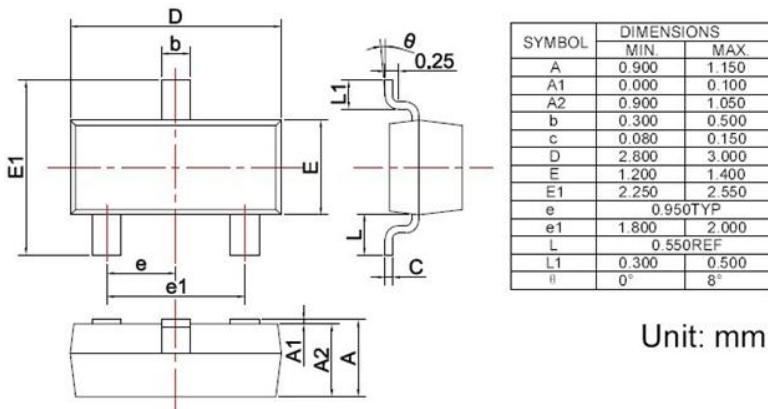 D
b
θ
0.25
L1
E1
E
L
C
e
e1
A1
A2
A
SYMBOL DIMENSIONS
MIN. MAX.
A 0.900 1.150
A1 0.000 0.100
A2 0.900 1.050
b 0.300 0.500
c 0.080 0.150
D 2.800 3.000
E 1.200 1.400
E1 2.250 2.550
e 0.950TYP
e1 1.800 2.000
L 0.550REF
L1 0.300 0.500
θ 0° 8°
Unit: mm